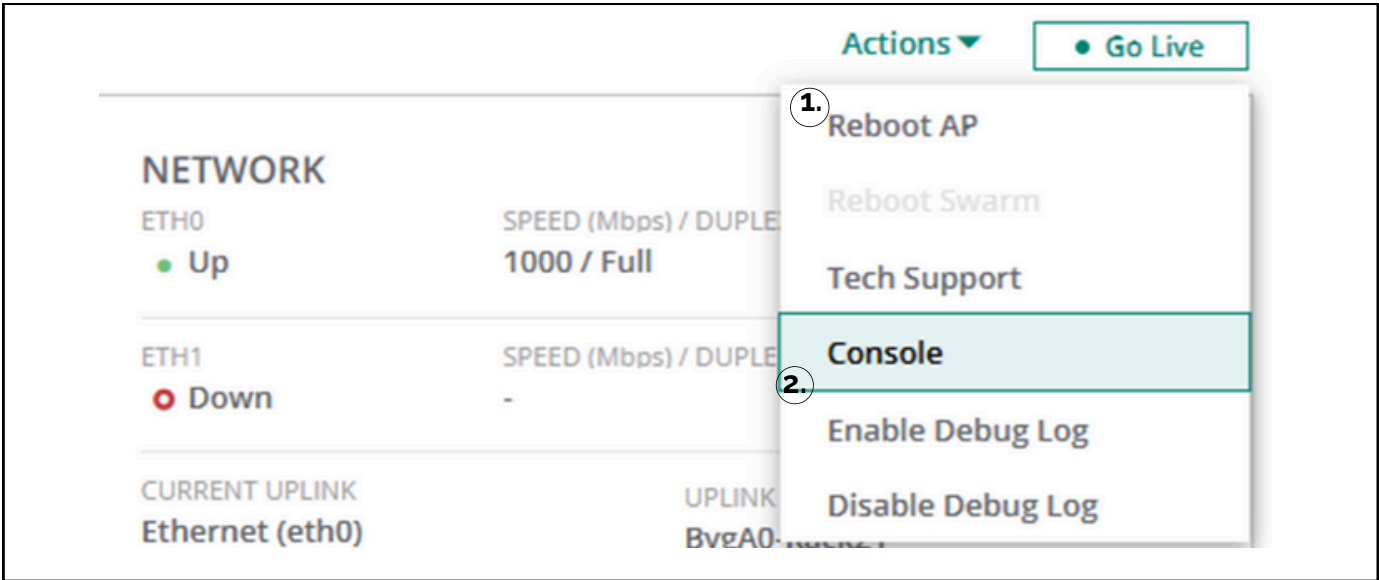 Actions
Go Live
1.
Reboot AP
NETWORK
Reboot Swarm
ETH0
SPEED (Mbps) / DUPLE
Up
1000 / Full
Tech Support
ETH1
SPEED (Mbps) / DUPLE
Console
2.
Down
-
Enable Debug Log
CURRENT UPLINK
UPLINK
Disable Debug Log
Ethernet (eth0)